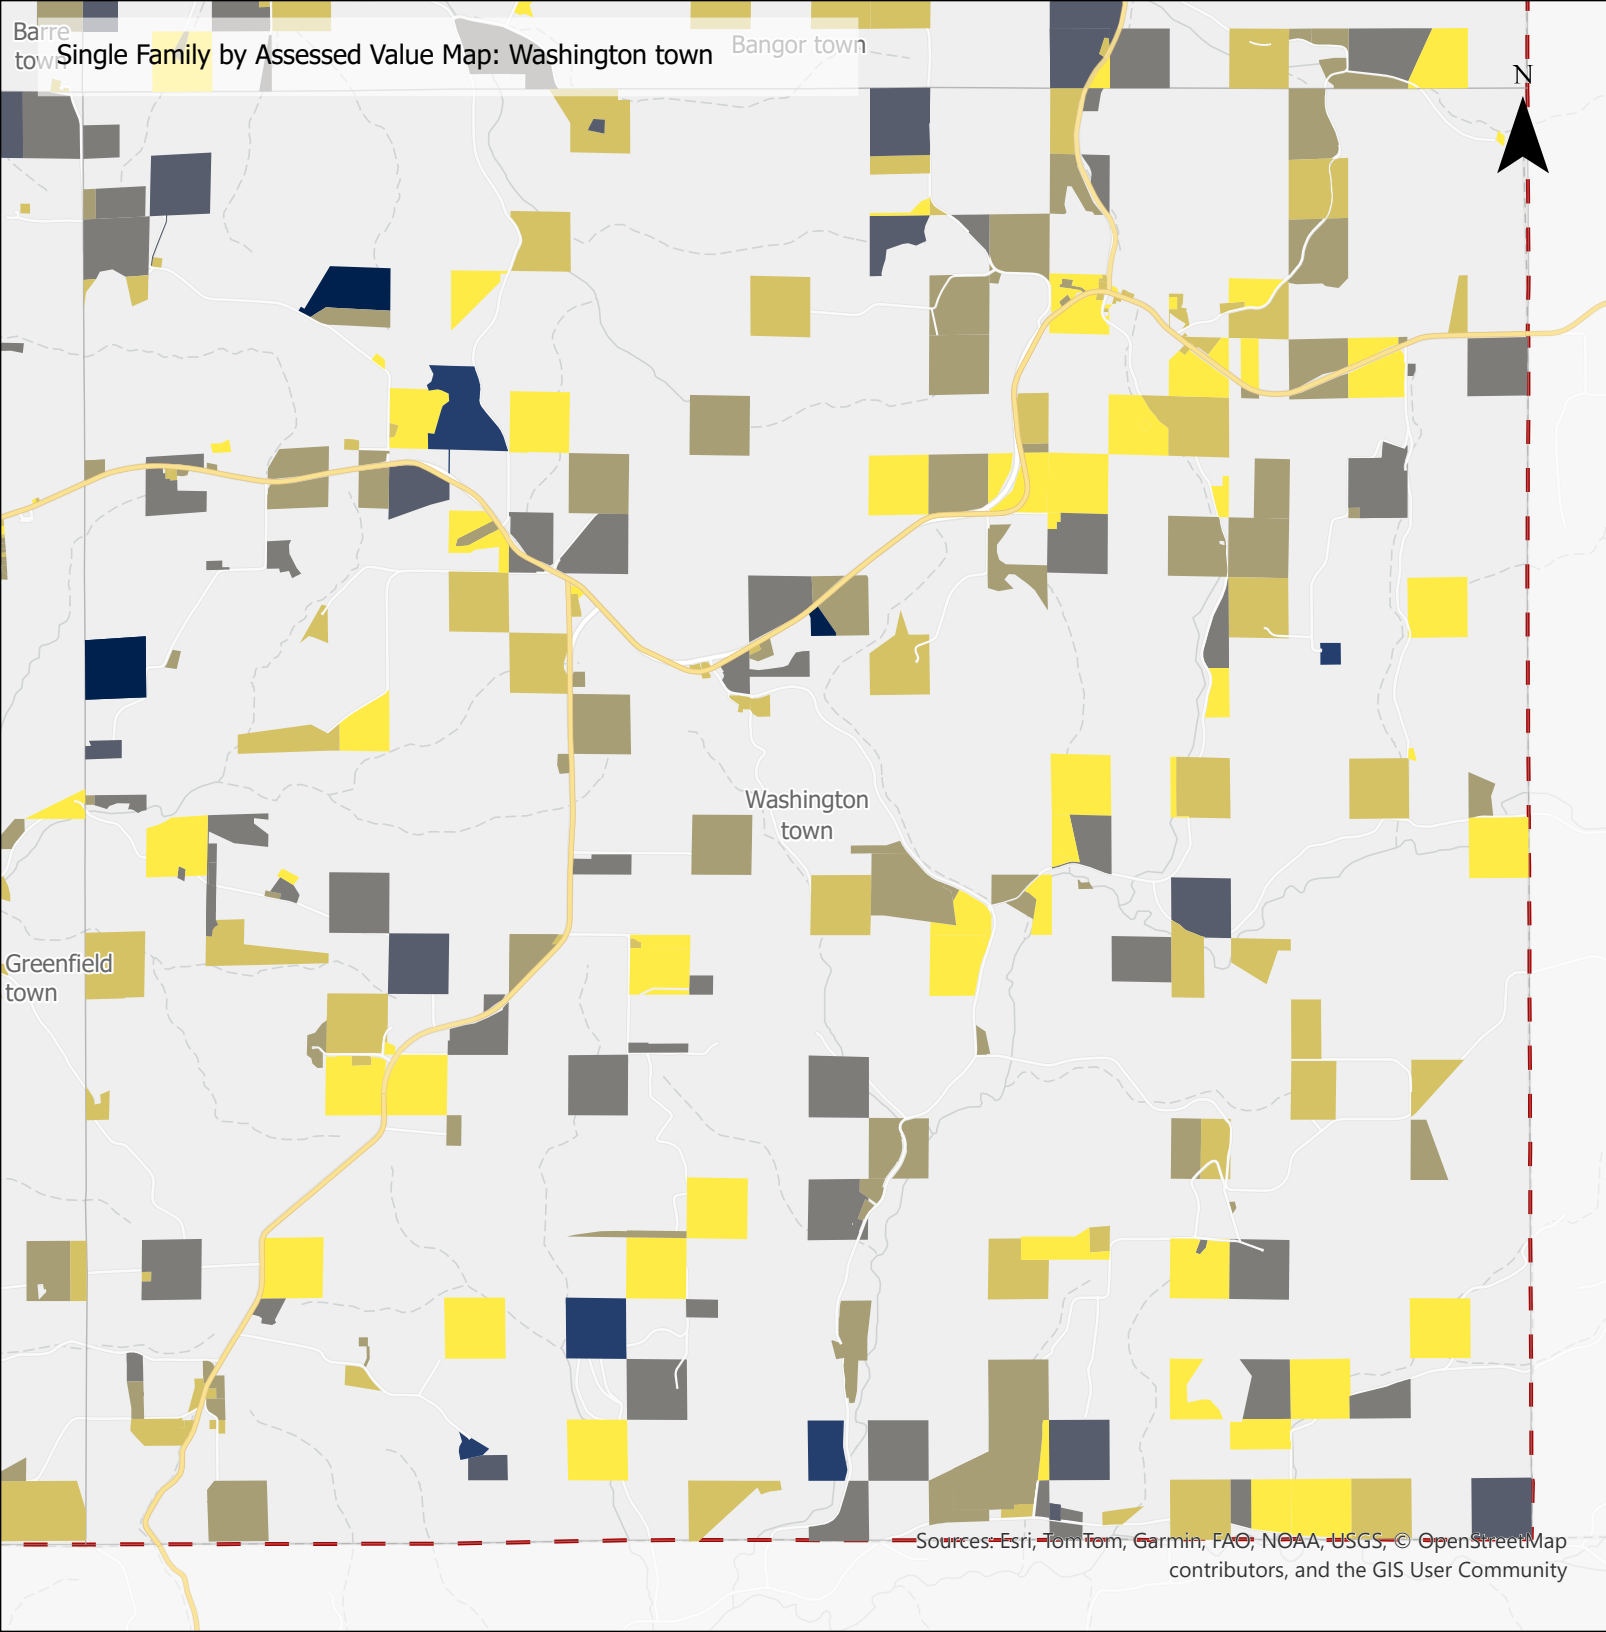 Barre
town
Single Family by Assessed Value Map: Washington town
Bangor town
N
Washington
town
Greenfield
town
Sources: Esri, TomTom, Garmin, FAO, NOAA, USGS, © OpenStreetMap
contributors, and the GIS User Community